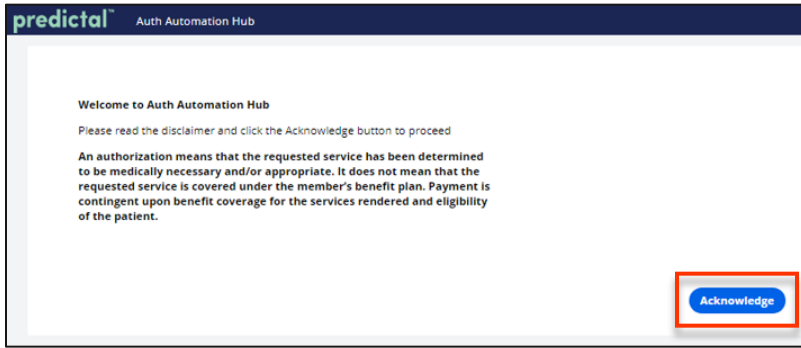 predictal™ Auth Automation Hub
Welcome to Auth Automation Hub
Please read the disclaimer and click the Acknowledge button to proceed
An authorization means that the requested service has been determined
to be medically necessary and/or appropriate. It does not mean that the
requested service is covered under the member's benefit plan. Payment is
contingent upon benefit coverage for the services rendered and eligibility
of the patient.
Acknowledge